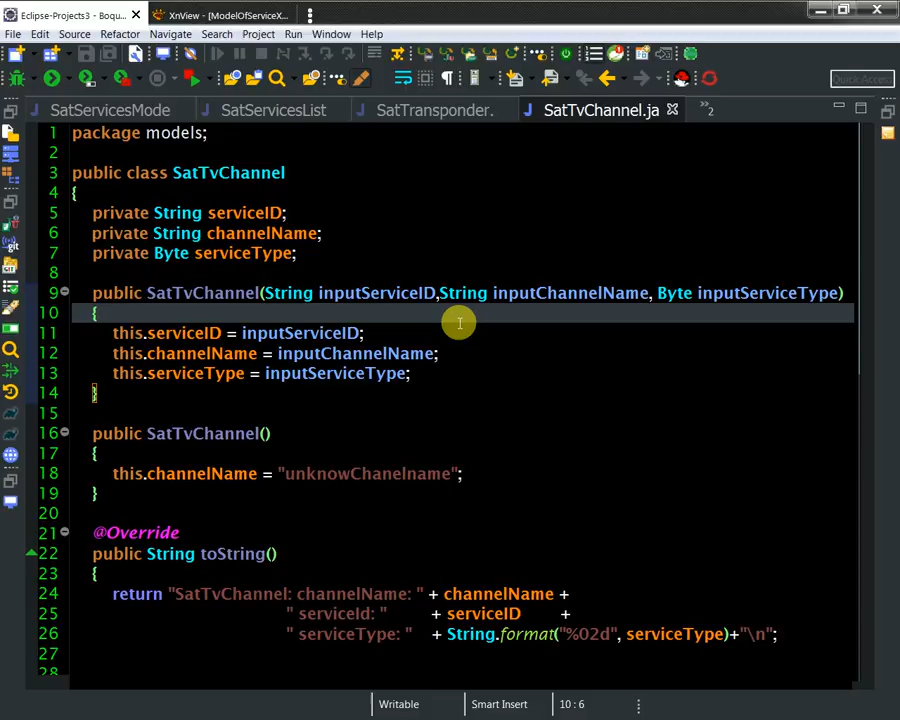 Eclipse-Projects3 - Boqu...
XnView - [ModelOfServiceX...
File Edit Source Refactor Navigate Search Project Run Window Help
Quick Access
SatServicesMode SatServicesList SatTransponder. SatTvChannel.ja »2
1 package models;
2
3 public class SatTvChannel
4 {
5 private String serviceID;
6 private String channelName;
7 private Byte serviceType;
8
9 public SatTvChannel(String inputServiceID,String inputChannelName, Byte inputServiceType)
10 {
11 this.serviceID = inputServiceID;
12 this.channelName = inputChannelName;
13 this.serviceType = inputServiceType;
14 }
15
16 public SatTvChannel()
17 {
18 this.channelName = "unknowChanelname";
19 }
20
21 @Override
22 public String toString()
23 {
24 return "SatTvChannel: channelName: " + channelName +
25 " serviceId: " + serviceID +
26 " serviceType: " + String.format("%02d", serviceType)+"\n";
27
28
Writable Smart Insert 10 : 6